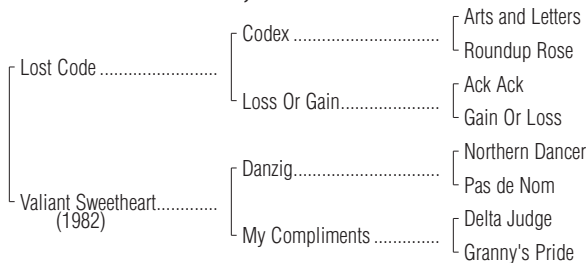 Arts and Letters
Codex ...............................
Roundup Rose
Lost Code .........................
Ack Ack
Loss Or Gain.....................
Gain Or Loss
Northern Dancer
Danzig...............................
Pas de Nom
Valiant Sweetheart.............
(1982)
Delta Judge
My Compliments ..............
Granny's Pride